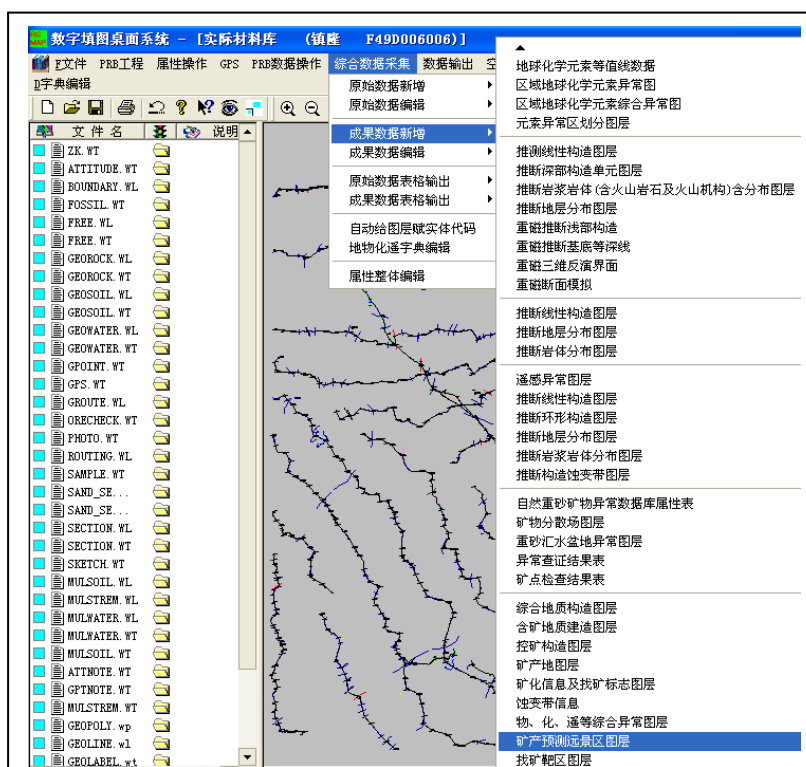 RG MAP 数字填图桌面系统 - [实际材料库 (镇隆 F49D006006)]
F文件 PRB工程 属性操作 GPS PRB数据操作 综合数据采集 数据输出 空
D字典编辑
文件名 说明
ZK.WT
ATTITUDE.WT
BOUNDARY.WL
FOSSIL.WT
FREE.WL
FREE.WT
GEOROCK.WL
GEOROCK.WT
GEOSOIL.WL
GEOSOIL.WT
GEOWATER.WL
GEOWATER.WT
GPOINT.WT
GPS.WT
GROUTE.WL
ORECHECK.WT
PHOTO.WT
ROUTING.WL
SAMPLE.WT
SAND_SE...
SAND_SE...
SECTION.WL
SECTION.WT
SKETCH.WT
MULSOIL.WL
MULSTREM.WL
MULWATER.WL
MULWATER.WT
MULSOIL.WT
ATTNOTE.WT
GPTNOTE.WT
MULSTREM.WT
GEOPOLY.wp
GEOLINE.wl
GEOLABEL.wt
原始数据新增
原始数据编辑
成果数据新增
成果数据编辑
原始数据表格输出
成果数据表格输出
自动给图层赋实体代码
地物化遥字典编辑
属性整体编辑
地球化学元素等值线数据
区域地球化学元素异常图
区域地球化学元素综合异常图
元素异常区划分图层
推测线性构造图层
推断深部构造单元图层
推断岩浆岩体(含火山岩石及火山机构)含分布图层
推断地层分布图层
重磁推断浅部构造
重磁推断基底等深线
重磁三维反演界面
重磁断面模拟
推断线性构造图层
推断地层分布图层
推断岩体分布图层
遥感异常图层
推断线性构造图层
推断环形构造图层
推断地层分布图层
推断岩浆岩体分布图层
推断构造蚀变带图层
自然重砂矿物异常数据库属性表
矿物分散场图层
重砂汇水盆地异常图层
异常查证结果表
矿点检查结果表
综合地质构造图层
含矿地质建造图层
控矿构造图层
矿产地图层
矿化信息及找矿标志图层
蚀变带信息
物、化、遥等综合异常图层
矿产预测远景区图层
找矿靶区图层